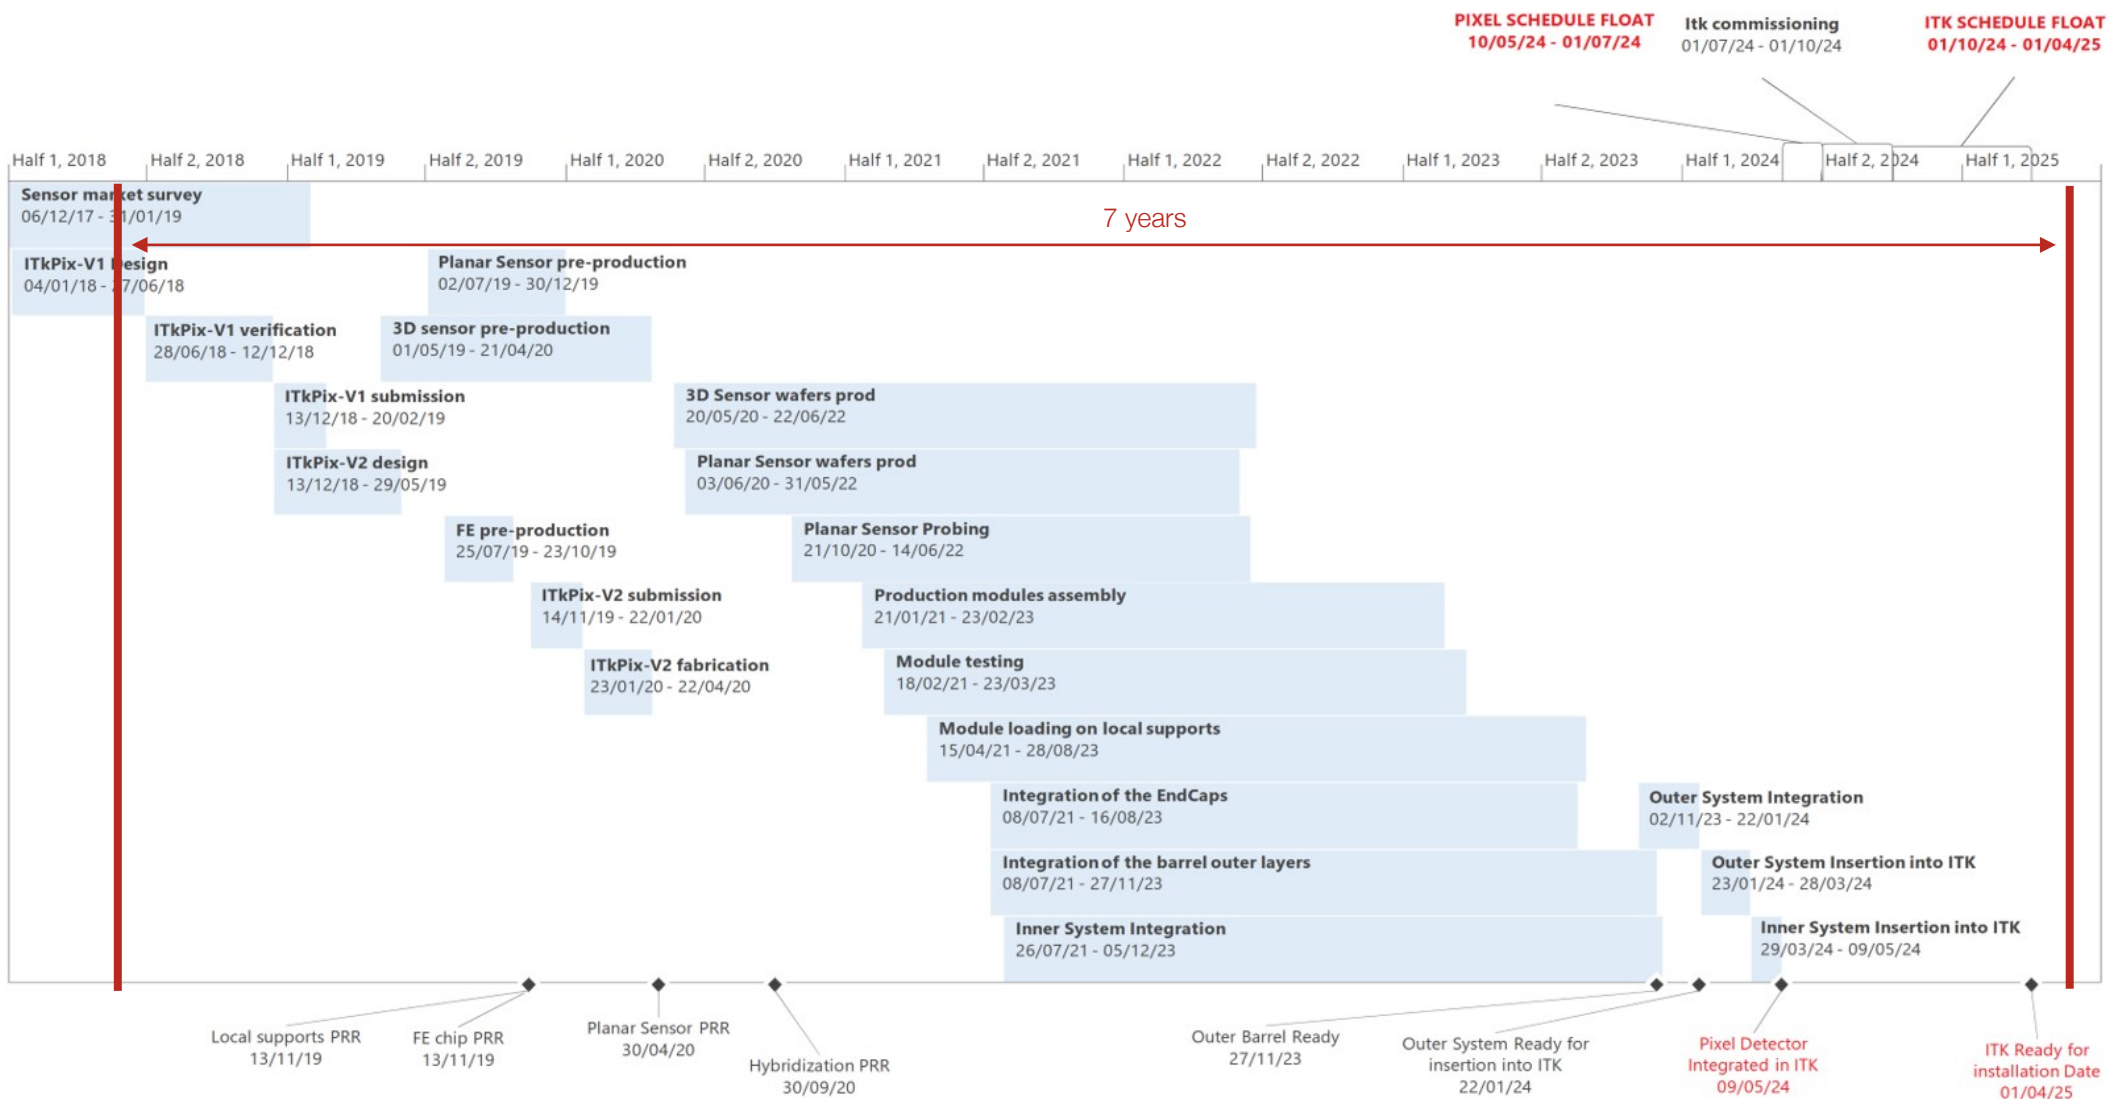 PIXEL SCHEDULE FLOAT
10/05/24 - 01/07/24
Itk commissioning
01/07/24 - 01/10/24
ITK SCHEDULE FLOAT
01/10/24 - 01/04/25
Half 1, 2018
Half 2, 2018
Half 1, 2019
Half 2, 2019
Half 1, 2020
Half 2, 2020
Half 1, 2021
Half 2, 2021
Half 1, 2022
Half 2, 2022
Half 1, 2023
Half 2, 2023
Half 1, 2024
Half 2, 2024
Half 1, 2025
Sensor market survey
06/12/17 - 31/01/19
7 years
ITkPix-V1 Design
04/01/18 - 27/06/18
Planar Sensor pre-production
02/07/19 - 30/12/19
ITkPix-V1 verification
28/06/18 - 12/12/18
3D sensor pre-production
01/05/19 - 21/04/20
ITkPix-V1 submission
13/12/18 - 20/02/19
3D Sensor wafers prod
20/05/20 - 22/06/22
ITkPix-V2 design
13/12/18 - 29/05/19
Planar Sensor wafers prod
03/06/20 - 31/05/22
FE pre-production
25/07/19 - 23/10/19
Planar Sensor Probing
21/10/20 - 14/06/22
ITkPix-V2 submission
14/11/19 - 22/01/20
Production modules assembly
21/01/21 - 23/02/23
ITkPix-V2 fabrication
23/01/20 - 22/04/20
Module testing
18/02/21 - 23/03/23
Module loading on local supports
15/04/21 - 28/08/23
Integration of the EndCaps
08/07/21 - 16/08/23
Outer System Integration
02/11/23 - 22/01/24
Integration of the barrel outer layers
08/07/21 - 27/11/23
Outer System Insertion into ITK
23/01/24 - 28/03/24
Inner System Integration
26/07/21 - 05/12/23
Inner System Insertion into ITK
29/03/24 - 09/05/24
Local supports PRR
13/11/19
FE chip PRR
13/11/19
Planar Sensor PRR
30/04/20
Hybridization PRR
30/09/20
Outer Barrel Ready
27/11/23
Outer System Ready for
insertion into ITK
22/01/24
Pixel Detector
Integrated in ITK
09/05/24
ITK Ready for
installation Date
01/04/25